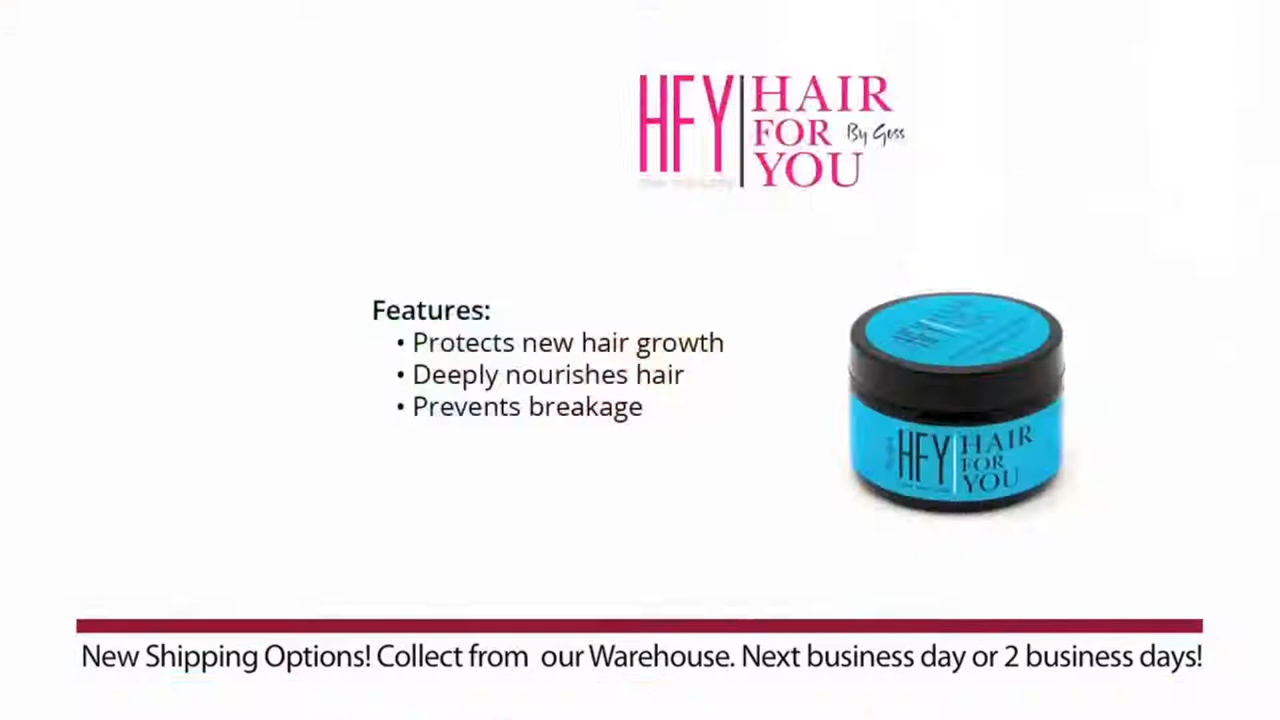 HFY HAIR
FOR By Goss
YOU
Features:
• Protects new hair growth
• Deeply nourishes hair
• Prevents breakage
HFY HAIR
FOR
YOU
New Shipping Options! Collect from our Warehouse. Next business day or 2 business days!